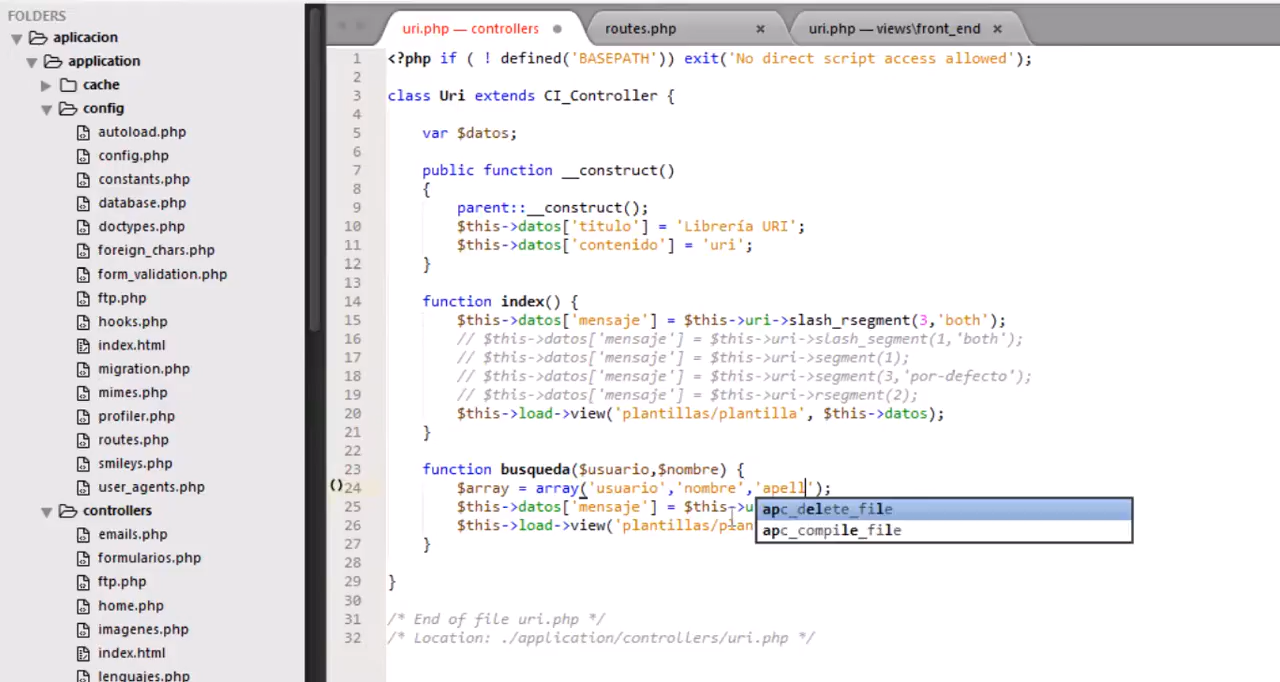 FOLDERS
aplicacion
application
cache
config
autoload.php
config.php
constants.php
database.php
doctypes.php
foreign_chars.php
form_validation.php
ftp.php
hooks.php
index.html
migration.php
mimes.php
profiler.php
routes.php
smileys.php
user_agents.php
controllers
emails.php
formularios.php
ftp.php
home.php
imagenes.php
index.html
lenguajes.php
uri.php — controllers
routes.php
uri.php — views\front_end
1 <?php if ( ! defined('BASEPATH')) exit('No direct script access allowed');
2
3 class Uri extends CI_Controller {
4
5 var $datos;
6
7 public function __construct()
8 {
9 parent::__construct();
10 $this->datos['titulo'] = 'Librería URI';
11 $this->datos['contenido'] = 'uri';
12 }
13
14 function index() {
15 $this->datos['mensaje'] = $this->uri->slash_rsegment(3,'both');
16 // $this->datos['mensaje'] = $this->uri->slash_segment(1,'both');
17 // $this->datos['mensaje'] = $this->uri->segment(1);
18 // $this->datos['mensaje'] = $this->uri->segment(3,'por-defecto');
19 // $this->datos['mensaje'] = $this->uri->rsegment(2);
20 $this->load->view('plantillas/plantilla', $this->datos);
21 }
22
23 function busqueda($usuario,$nombre) {
()24 $array = array('usuario','nombre','apell');
25 $this->datos['mensaje'] = $this->u
26 $this->load->view('plantillas/plan
27 }
28
29 }
30
31 /* End of file uri.php */
32 /* Location: ./application/controllers/uri.php */
apc_delete_file
apc_compile_file